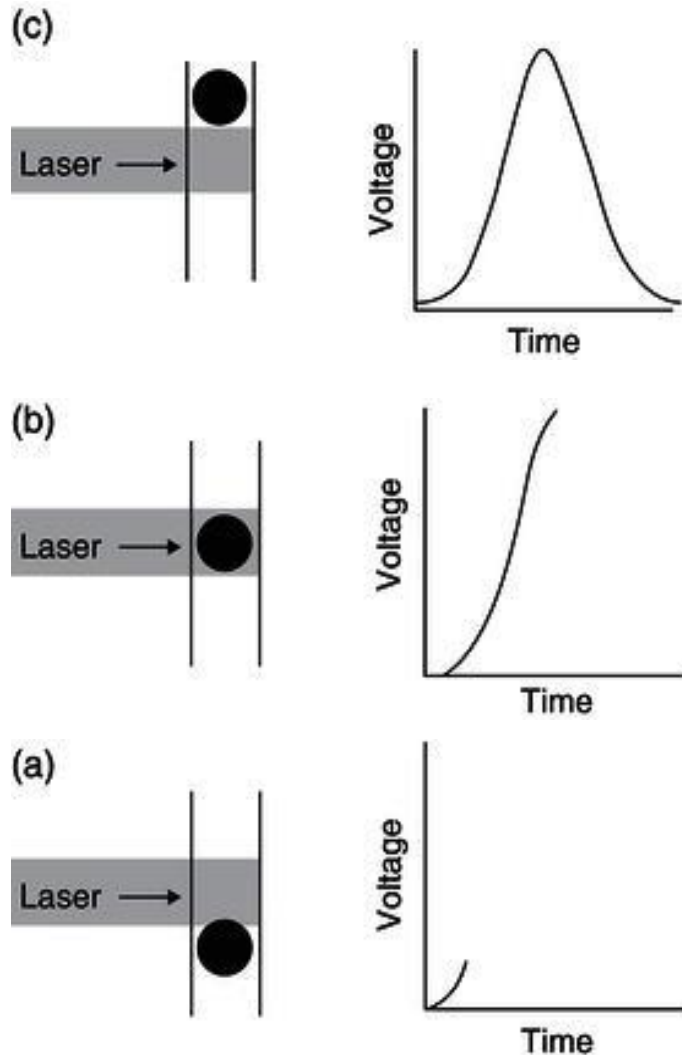 (c)
Laser
Voltage
Time
(b)
Laser
Voltage
Time
(a)
Laser
Voltage
Time